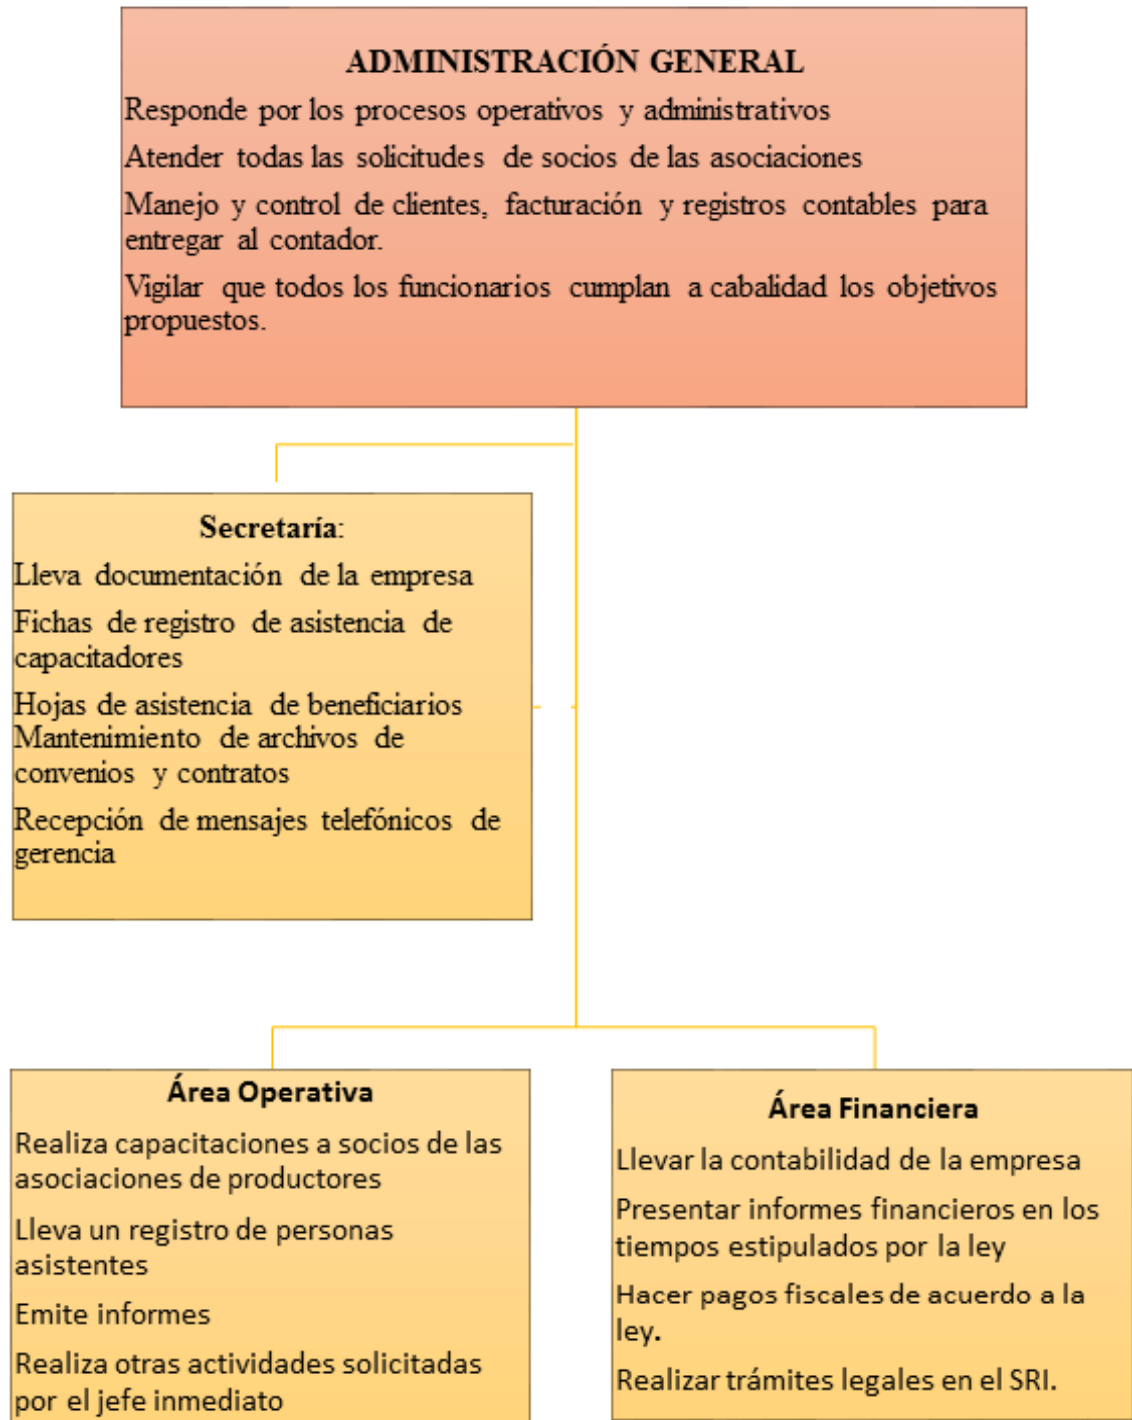 ADMINISTRACIÓN GENERAL
Responde por los procesos operativos y administrativos
Atender todas las solicitudes de socios de las asociaciones
Manejo y control de clientes, facturación y registros contables para
entregar al contador.
Vigilar que todos los funcionarios cumplan a cabalidad los objetivos
propuestos.
Secretaría:
Lleva documentación de la empresa
Fichas de registro de asistencia de
capacitadores
Hojas de asistencia de beneficiarios
Mantenimiento de archivos de
convenios y contratos
Recepción de mensajes telefónicos de
gerencia
Área Operativa
Realiza capacitaciones a socios de las
asociaciones de productores
Lleva un registro de personas
asistentes
Emite informes
Realiza otras actividades solicitadas
por el jefe inmediato
Área Financiera
Llevar la contabilidad de la empresa
Presentar informes financieros en los
tiempos estipulados por la ley
Hacer pagos fiscales de acuerdo a la
ley.
Realizar trámites legales en el SRI.